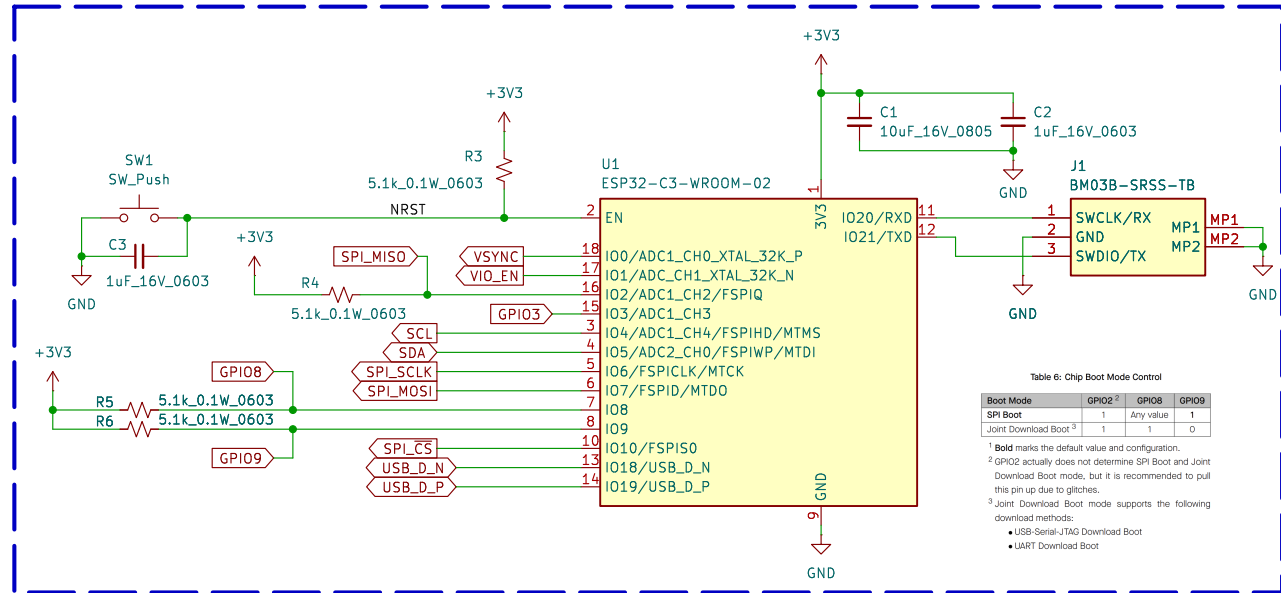 +3V3
C1
10uF_16V_0805
C2
1uF_16V_0603
GND
+3V3
R3
5.1k_0.1W_0603
SW1
SW_Push
NRST
C3
1uF_16V_0603
GND
+3V3
R4
5.1k_0.1W_0603
SPI_MISO
VSYNC
VIO_EN
GPIO3
SCL
SDA
SPI_SCLK
SPI_MOSI
+3V3
GPIO8
R5
5.1k_0.1W_0603
R6
5.1k_0.1W_0603
GPIO9
SPI_CS
USB_D_N
USB_D_P
U1
ESP32-C3-WROOM-02
1
3V3
2 EN
18 IO0/ADC1_CH0_XTAL_32K_P
17 IO1/ADC_CH1_XTAL_32K_N
16 IO2/ADC1_CH2/FSPIQ
15 IO3/ADC1_CH3
3 IO4/ADC1_CH4/FSPIHD/MTMS
4 IO5/ADC2_CH0/FSPIWP/MTDI
5 IO6/FSPICLK/MTCK
6 IO7/FSPID/MTDO
7 IO8
8 IO9
10 IO10/FSPIS0
13 IO18/USB_D_N
14 IO19/USB_D_P
IO20/RXD 11
IO21/TXD 12
GND
9
GND
J1
BM03B-SRSS-TB
1 SWCLK/RX
2 GND
3 SWDIO/TX
MP1 MP1
MP2 MP2
GND
GND
Table 6: Chip Boot Mode Control
Boot Mode GPIO2 2 GPIO8 GPIO9
SPI Boot 1 Any value 1
Joint Download Boot 3 1 1 0
1 Bold marks the default value and configuration.
2 GPIO2 actually does not determine SPI Boot and Joint
Download Boot mode, but it is recommended to pull
this pin up due to glitches.
3 Joint Download Boot mode supports the following
download methods:
• USB-Serial-JTAG Download Boot
• UART Download Boot